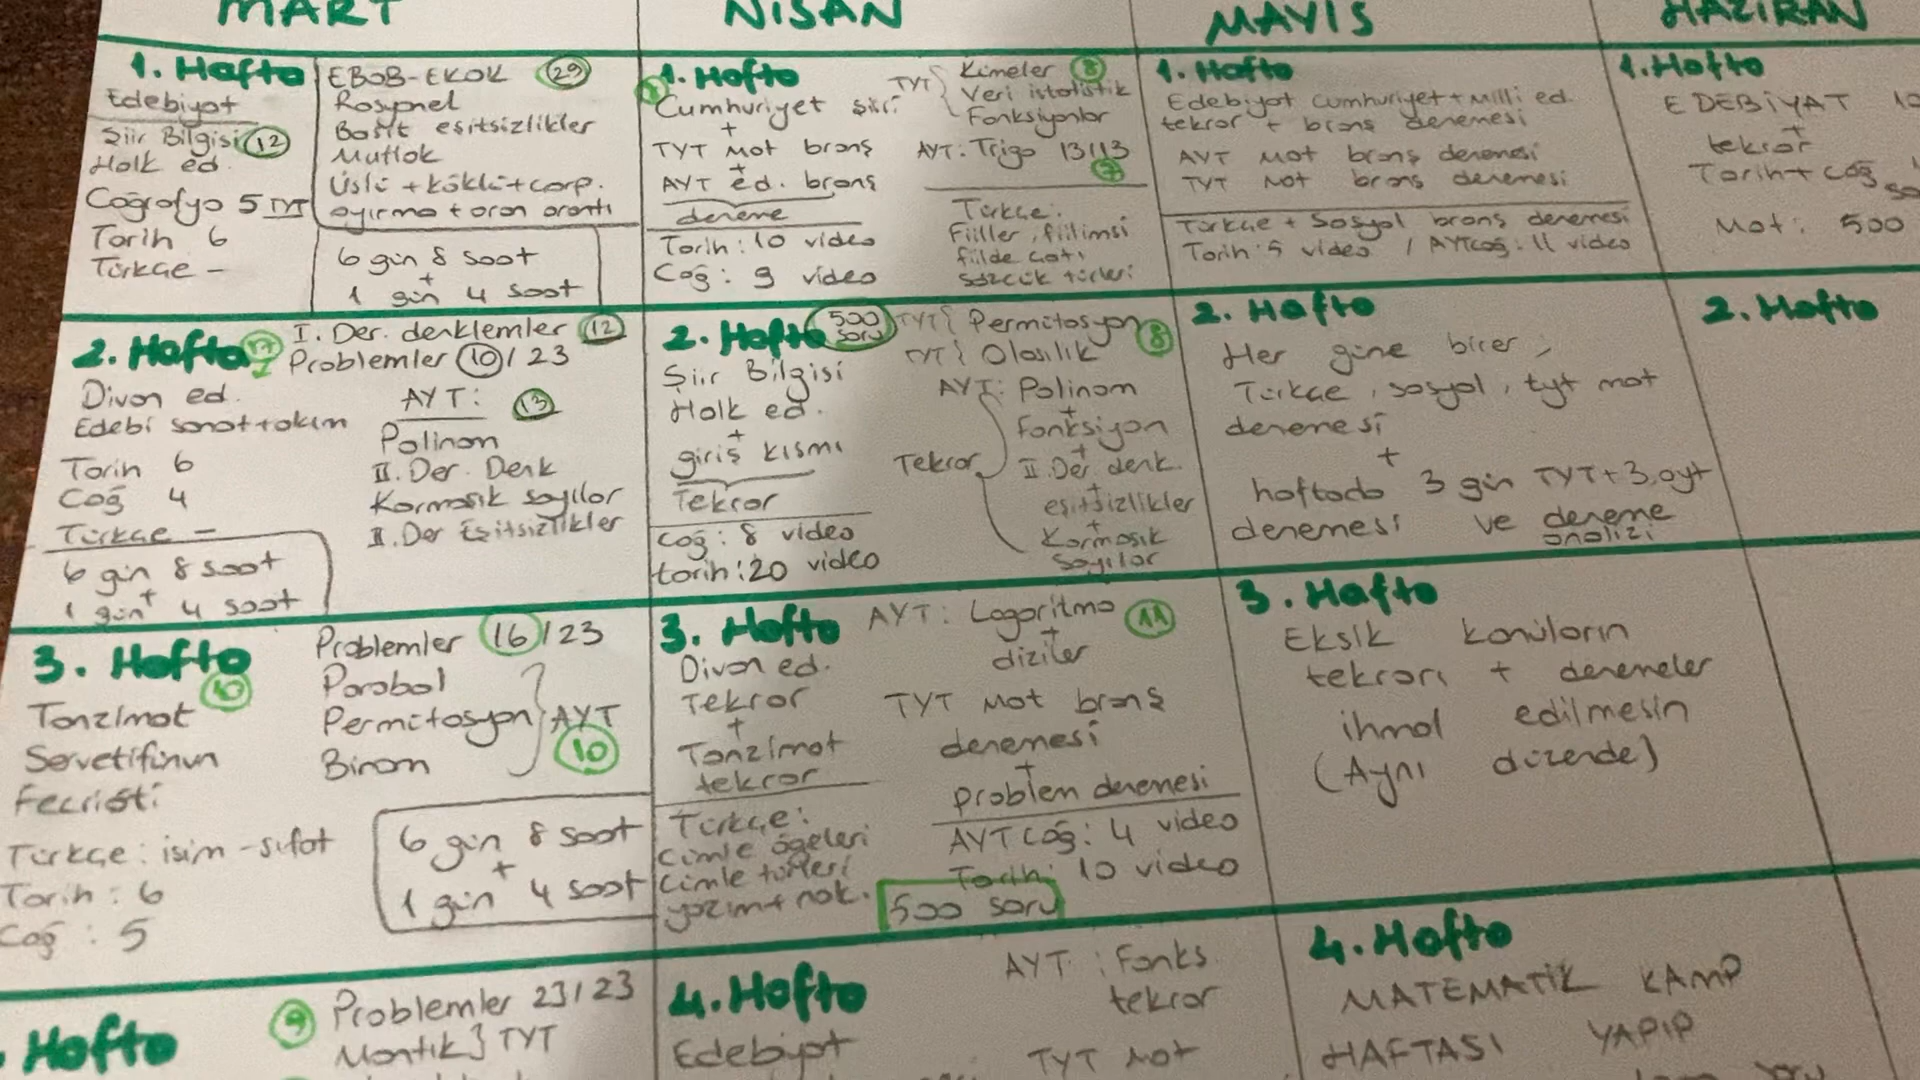 MART
1. Hafta
Edebiyat
Şiir Bilgisi 12
Halk ed.
Coğrafya 5 TYT
Tarih 6
Türkçe -
EBOB-EKOK 29
Rasyonel
Basit eşitsizlikler
Mutlak
Üslü + köklü + çarp.
ayırma + oran orantı
6 gün 8 saat
+
1 gün 4 saat
2. Hafta
Divan ed.
Edebi sanat + akım
Tarih 6
Coğ 4
Türkçe -
6 gün 8 saat
+
1 gün 4 saat
I. Der. denklemler 12
Problemler 10/23
AYT: 13
Polinom
II. Der. Denk
Karmaşık sayılar
II. Der Eşitsizlikler
3. Hafta
10
Tanzimat
Servetifünun
Fecriati
Türkçe: isim - sıfat
Tarih: 6
Coğ: 5
Problemler 16/23
Parabol
Permütasyon } AYT
Binom 10
6 gün 8 saat
+
1 gün 4 saat
Hafta
9 Problemler 23/23
Mantık } TYT
NİSAN
1. Hafta
Cumhuriyet şiiri
+
TYT Mat branş
+
AYT ed. branş
deneme
Tarih: 10 video
Coğ: 9 video
TYT { Kümeler 8
Veri istatistik
Fonksiyonlar
AYT: Trigo 13/13
7
Türkçe:
Fiiller, fiilimsi
fiilde çatı
sözcük türleri
2. Hafta 500 soru
Şiir Bilgisi
Halk ed.
+
giriş kısmı
Tekrar
Coğ: 8 video
tarih: 20 video
TYT { Permütasyon
TYT { Olasılık 8
AYT: Polinom
+
fonksiyon
+
Tekrar II. Der. denk.
+
eşitsizlikler
+
Karmaşık
Sayılar
3. Hafta
Divan ed.
Tekrar
+
Tanzimat
tekrar
Türkçe:
Cümle ögeleri
Cümle türleri
yazım + nok.
AYT: Logaritma 11
+
diziler
TYT Mat branş
denemesi
+
problem denemesi
AYT Coğ: 4 video
Tarih: 10 video
500 soru
4. Hafta
Edebiyat
AYT: Fonks.
tekrar
TYT Mat
MAYIS
1. Hafta
Edebiyat Cumhuriyet + Milli ed.
tekrar + branş denemesi
AYT Mat branş denemesi
TYT Mat branş denemesi
Türkçe + Sosyal branş denemesi
Tarih: 5 video / AYT coğ: 11 video
2. Hafta
Her güne birer;
Türkçe, sosyal, tyt mat
denemesi
+
haftada 3 gün TYT + 3 ayt
denemesi ve deneme
analizi
3. Hafta
Eksik konuların
tekrarı + denemeler
ihmal edilmesin
(Aynı düzende)
4. Hafta
MATEMATİK KAMP
HAFTASI YAPIP
HAZİRAN
1. Hafta
EDEBİYAT 10
tekrar
+
Tarih + Coğ
Mat: 500
2. Hafta